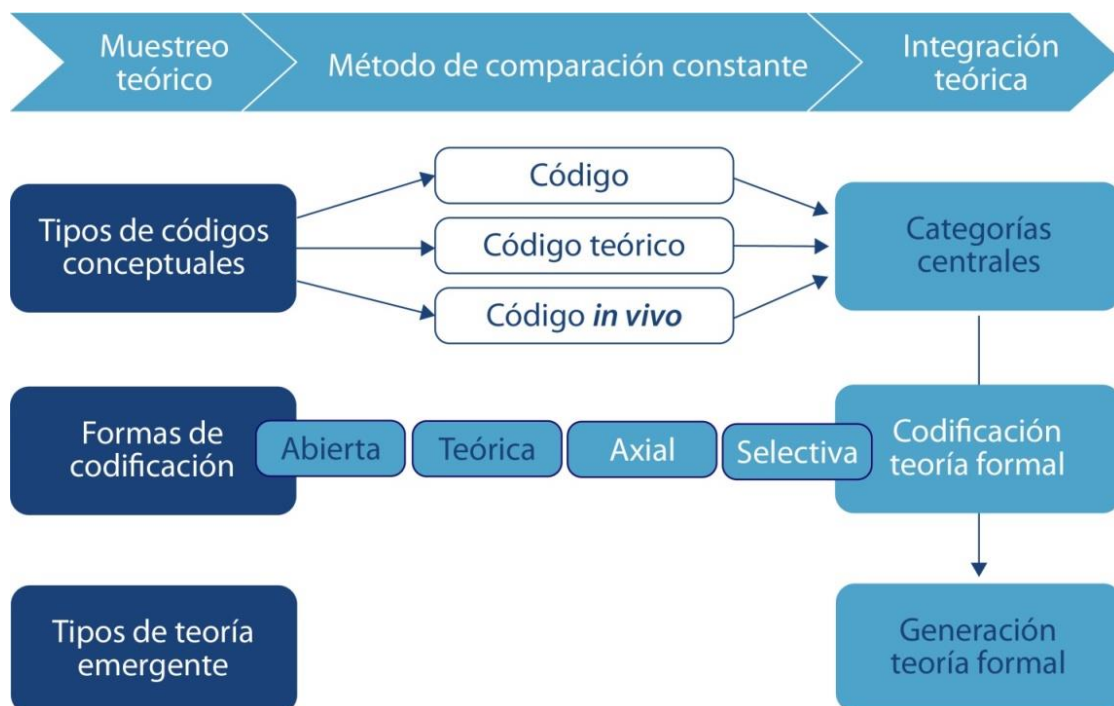 Muestreo
teórico
Método de comparación constante
Integración
teórica
Tipos de códigos
conceptuales
Código
Código teórico
Código in vivo
Categorías
centrales
Formas de
codificación
Abierta
Teórica
Axial
Selectiva
Codificación
teoría formal
Tipos de teoría
emergente
Generación
teoría formal